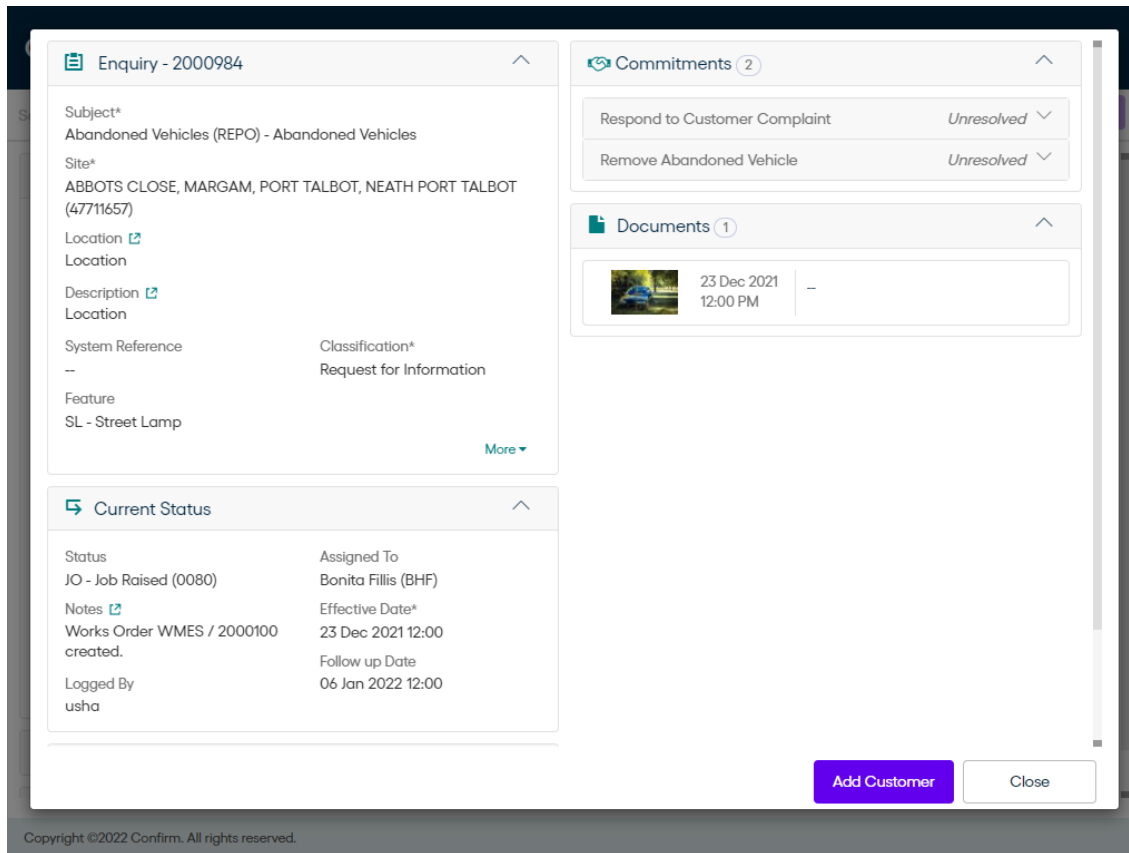 Enquiry - 2000984
Subject*
Abandoned Vehicles (REPO) - Abandoned Vehicles
Site*
ABBOTS CLOSE, MARGAM, PORT TALBOT, NEATH PORT TALBOT
(47711657)
Location
Location
Description
Location
System Reference
--
Classification*
Request for Information
Feature
SL - Street Lamp
More
Current Status
Status
JO - Job Raised (0080)
Assigned To
Bonita Fillis (BHF)
Notes
Works Order WMES / 2000100
created.
Effective Date*
23 Dec 2021 12:00
Follow up Date
06 Jan 2022 12:00
Logged By
usha
Commitments 2
Respond to Customer Complaint Unresolved
Remove Abandoned Vehicle Unresolved
Documents 1
23 Dec 2021
12:00 PM
–
Add Customer
Close
Copyright ©2022 Confirm. All rights reserved.